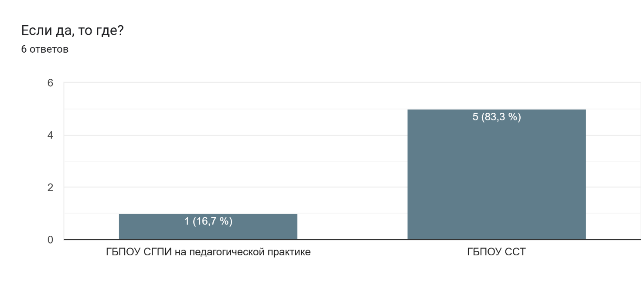 Если да, то где?
6 ответов
6
4
2
0
1 (16,7 %)
5 (83,3 %)
ГБПОУ СГПИ на педагогической практике
ГБПОУ ССТ